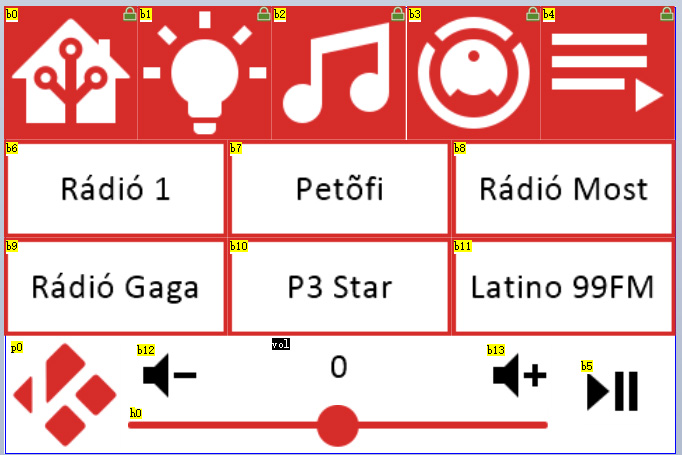 b0 b1 b2 b3 b4
b6 b7 b8
Rádió 1 Petõfi Rádió Most
b9 b10 b11
Rádió Gaga P3 Star Latino 99FM
p0 b12 vol b13 b5
0
h0